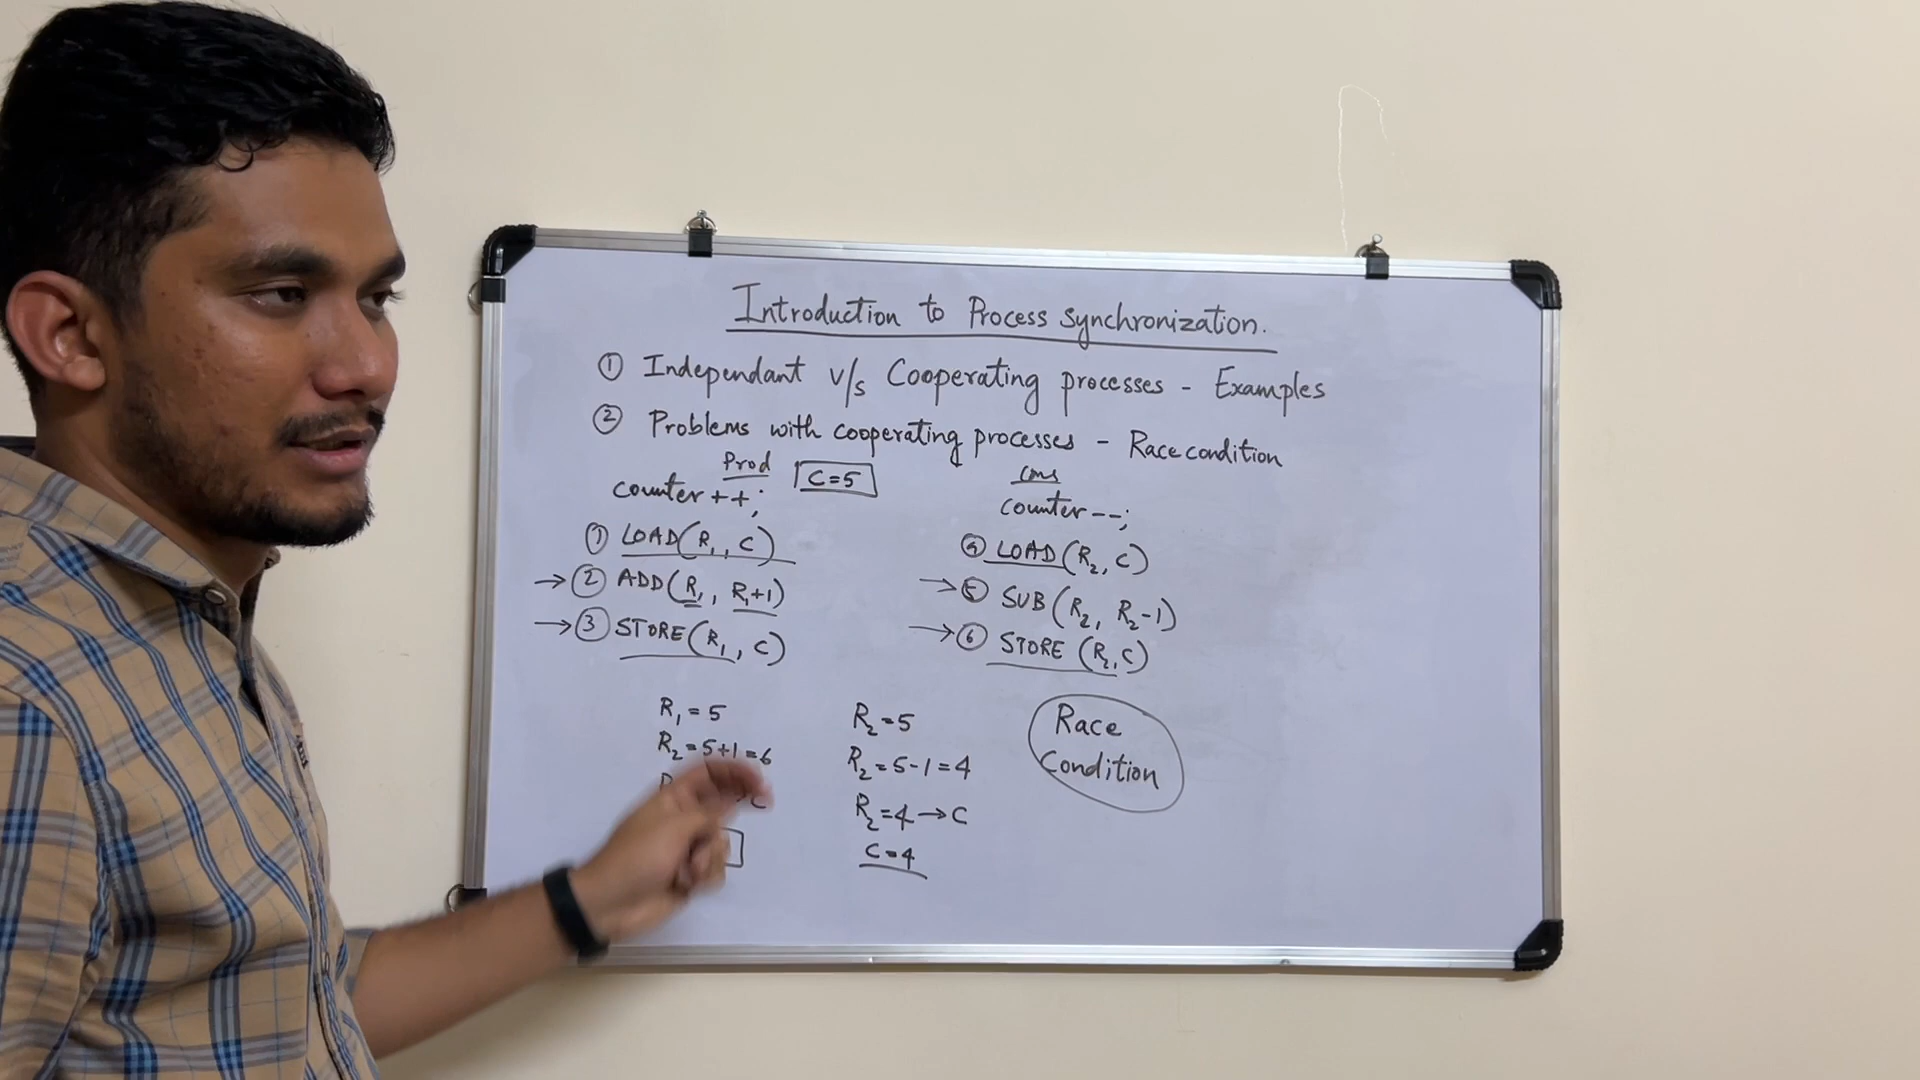 Introduction to Process Synchronization.
① Independant v/s Cooperating processes - Examples
② Problems with cooperating processes - Race condition
Prod
counter ++;
C=5
① LOAD(R₁, C)
→ ② ADD(R₁, R₁+1)
→ ③ STORE(R₁, C)
Cons
counter--;
④ LOAD(R₂, C)
→ ⑤ SUB(R₂, R₂-1)
→ ⑥ STORE (R₂, C)
R₁ = 5
R₂ = 5+1 = 6
R₂ = 5
R₂ = 5-1 = 4
R₂ = 4 → C
C = 4
Race
Condition